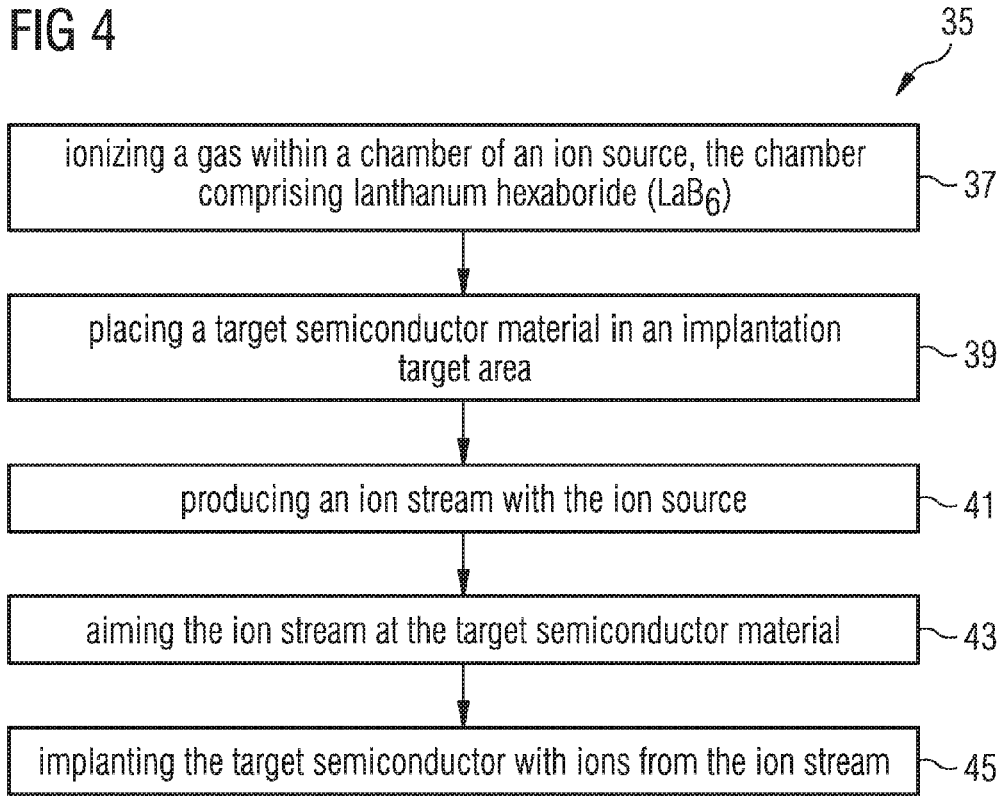 FIG 4
35
ionizing a gas within a chamber of an ion source, the chamber
comprising lanthanum hexaboride (LaB6)
37
placing a target semiconductor material in an implantation
target area
39
producing an ion stream with the ion source
41
aiming the ion stream at the target semiconductor material
43
implanting the target semiconductor with ions from the ion stream
45